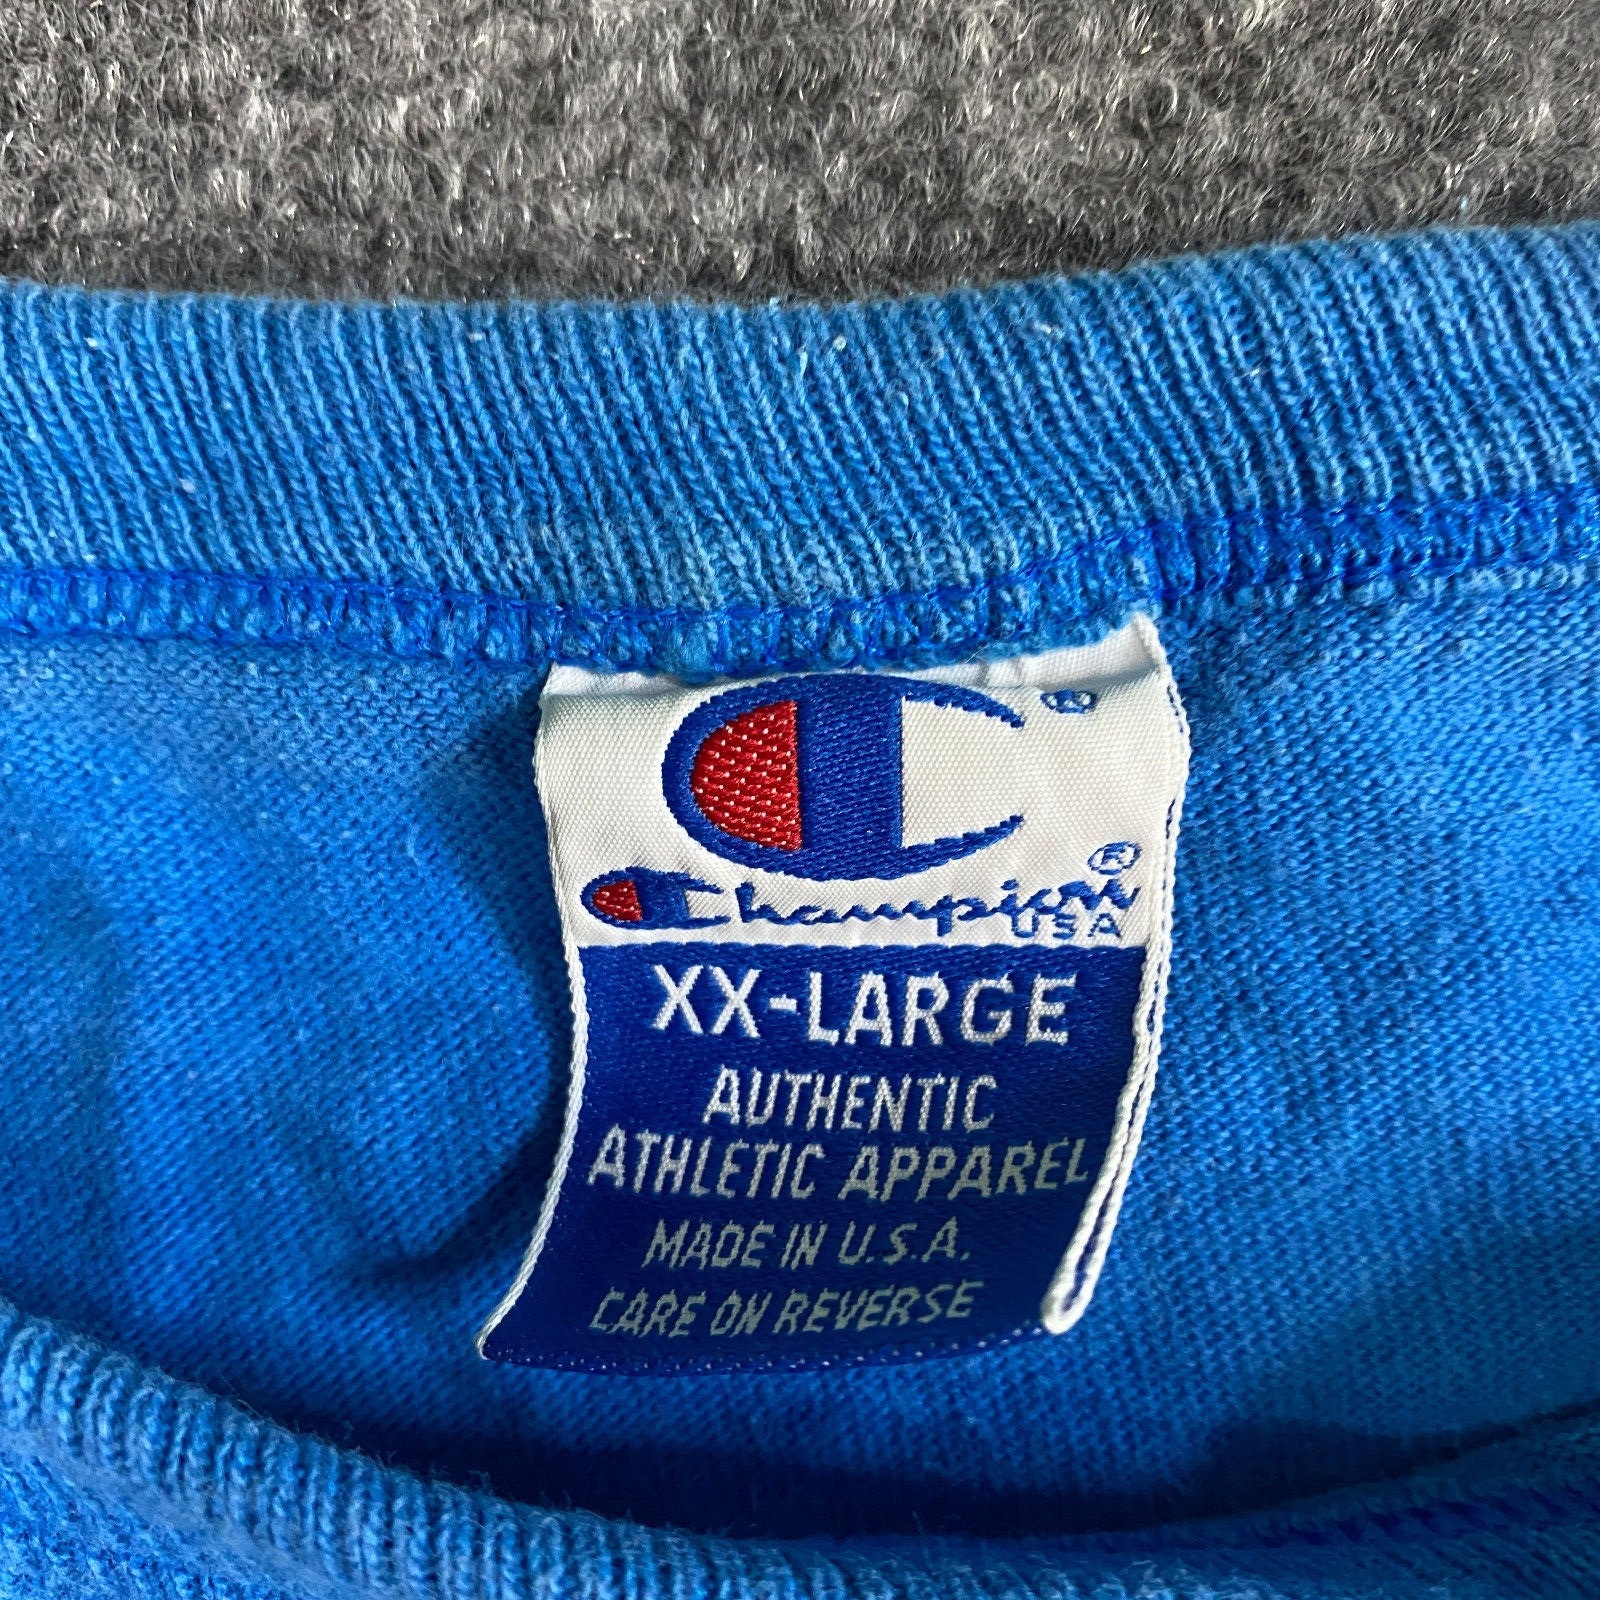 ®
Champion®
USA
XX-LARGE
AUTHENTIC
ATHLETIC APPAREL
MADE IN U.S.A.
CARE ON REVERSE